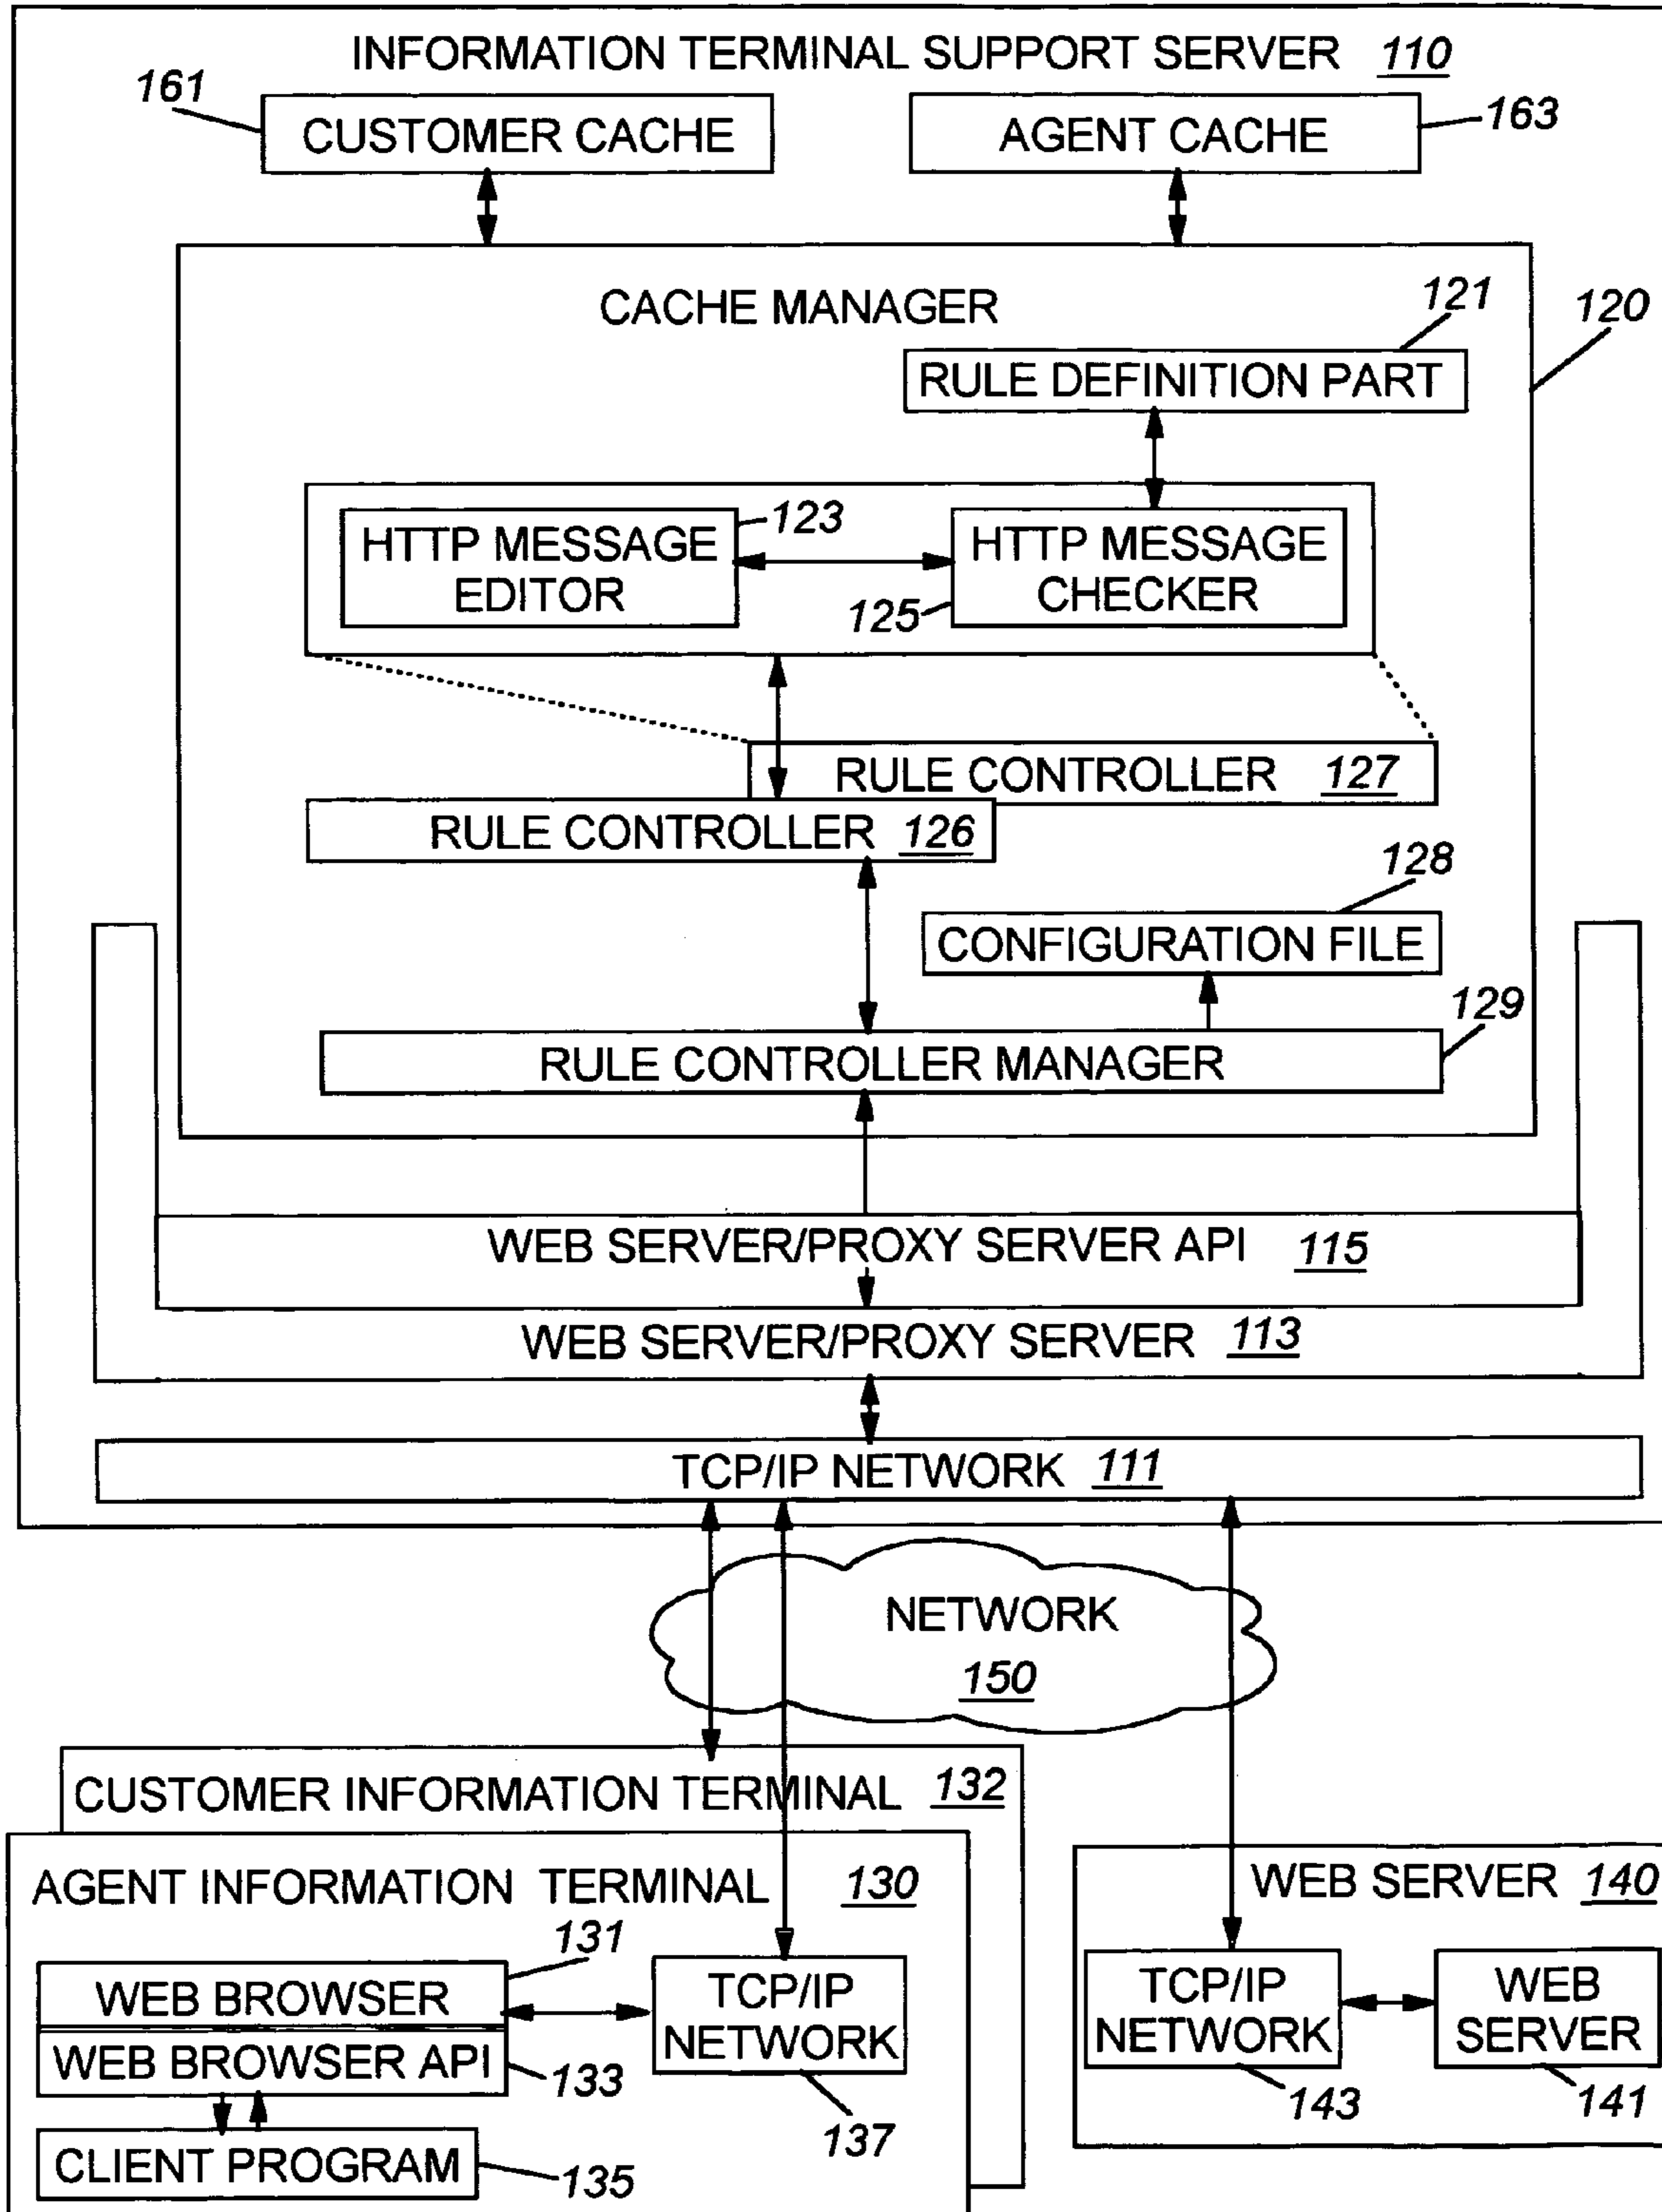 INFORMATION TERMINAL SUPPORT SERVER 110
161
CUSTOMER CACHE
AGENT CACHE
163
CACHE MANAGER
121
120
RULE DEFINITION PART
HTTP MESSAGE
EDITOR
123
HTTP MESSAGE
CHECKER
125
RULE CONTROLLER 127
RULE CONTROLLER 126
128
CONFIGURATION FILE
129
RULE CONTROLLER MANAGER
WEB SERVER/PROXY SERVER API 115
WEB SERVER/PROXY SERVER 113
TCP/IP NETWORK 111
NETWORK
150
CUSTOMER INFORMATION TERMINAL 132
AGENT INFORMATION TERMINAL 130
131
WEB BROWSER
WEB BROWSER API
133
TCP/IP
NETWORK
137
CLIENT PROGRAM
135
WEB SERVER 140
TCP/IP
NETWORK
143
WEB
SERVER
141